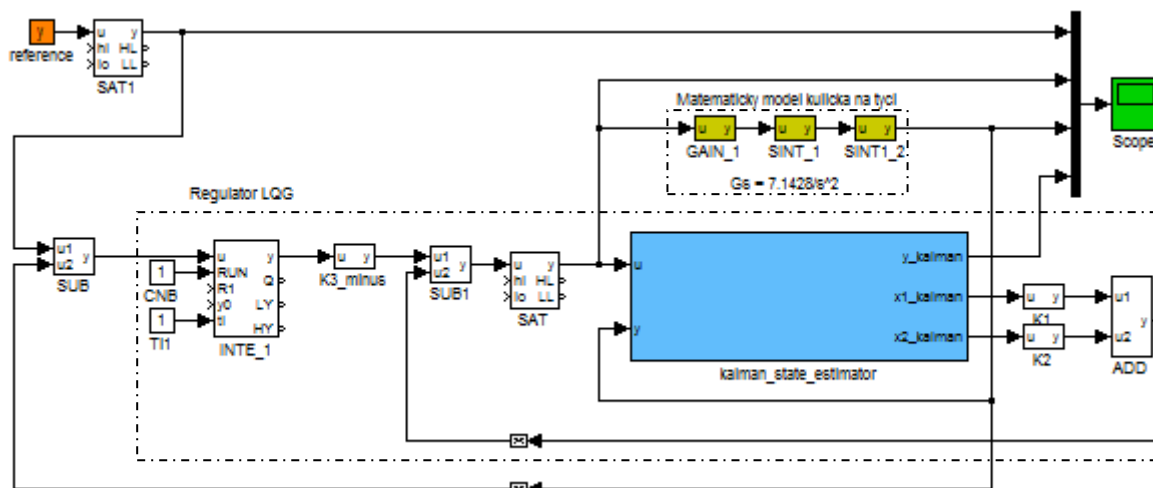 y
reference
u y
hi HL
lo LL
SAT1
Matematicky model kulicka na tyci
u y
u y
u y
GAIN_1
SINT_1
SINT1_2
Gs = 7.1428/s^2
Scope
Regulator LQG
u1
u2
y
SUB
1
CNB
1
TI1
u y
RUN Q
R1
y0 LY
ti
HY
INTE_1
u y
K3_minus
u1
u2
y
SUB1
u y
hi HL
lo LL
SAT
u
y
y_kalman
x1_kalman
x2_kalman
kalman_state_estimator
u y
K1
u y
K2
u1
u2
y
ADD